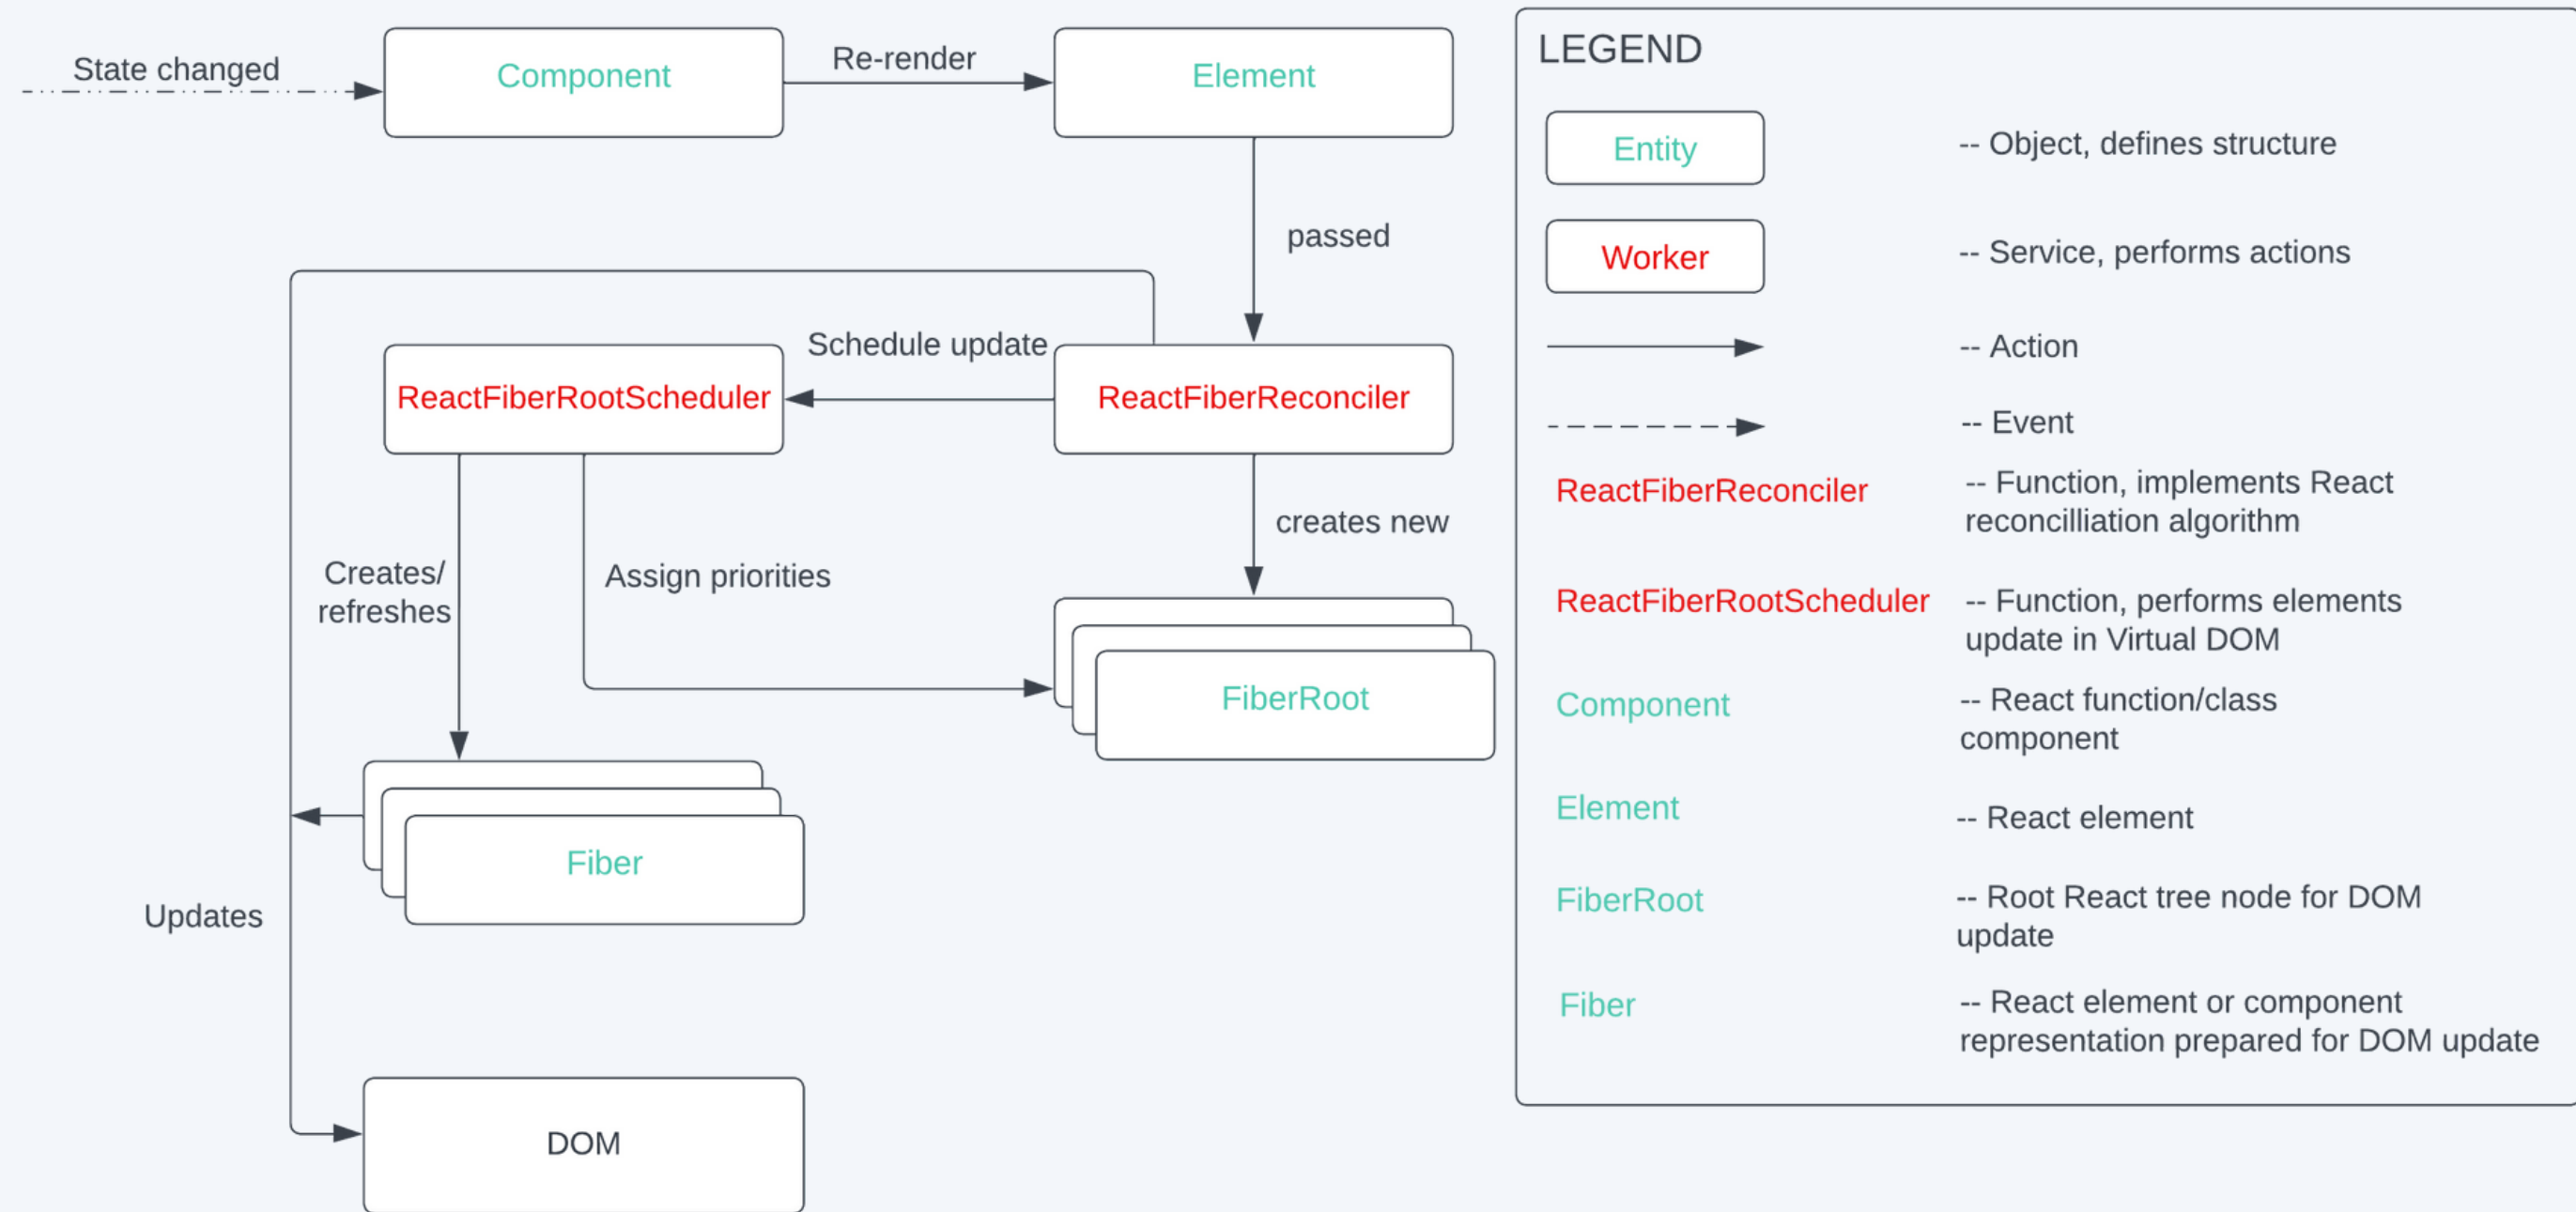 State changed
Component
Re-render
Element
passed
Schedule update
ReactFiberRootScheduler
ReactFiberReconciler
creates new
Creates/
refreshes
Assign priorities
FiberRoot
Fiber
Updates
DOM
LEGEND
Entity
-- Object, defines structure
Worker
-- Service, performs actions
-- Action
-- Event
ReactFiberReconciler
-- Function, implements React
reconcilliation algorithm
ReactFiberRootScheduler
-- Function, performs elements
update in Virtual DOM
Component
-- React function/class
component
Element
-- React element
FiberRoot
-- Root React tree node for DOM
update
Fiber
-- React element or component
representation prepared for DOM update